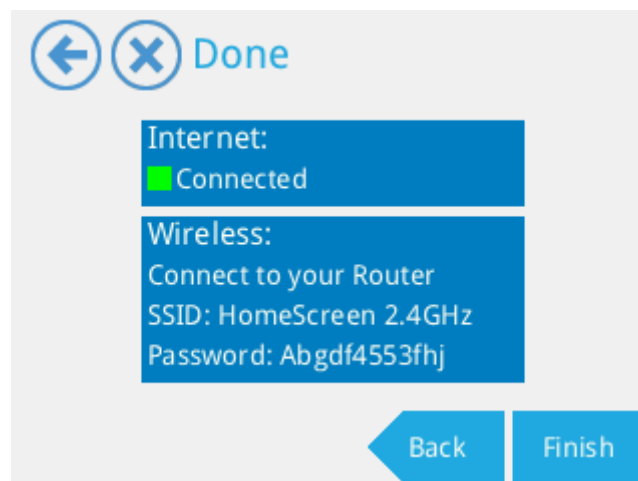 Done
Internet:
Connected
Wireless:
Connect to your Router
SSID: HomeScreen 2.4GHz
Password: Abgdf4553fhj
Back
Finish